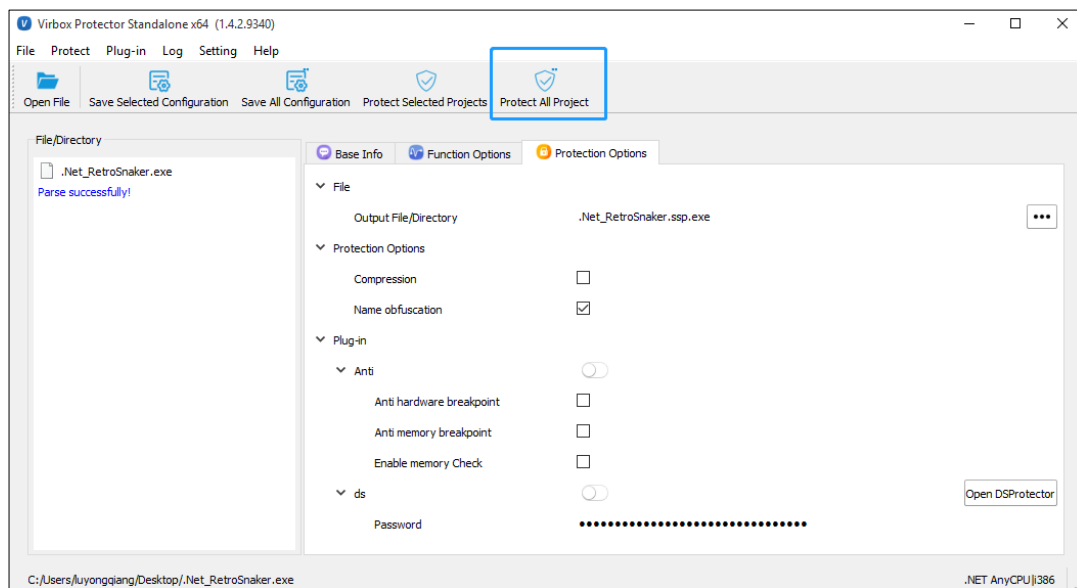 Virbox Protector Standalone x64 (1.4.2.9340)
File Protect Plug-in Log Setting Help
Open File Save Selected Configuration Save All Configuration Protect Selected Projects Protect All Project
File/Directory
.Net_RetroSnaker.exe
Parse successfully!
Base Info Function Options Protection Options
File
Output File/Directory .Net_RetroSnaker.ssp.exe
Protection Options
Compression
Name obfuscation
Plug-in
Anti
Anti hardware breakpoint
Anti memory breakpoint
Enable memory Check
ds Open DSProtector
Password
C:/Users/luyongqiang/Desktop/.Net_RetroSnaker.exe .NET AnyCPU|i386